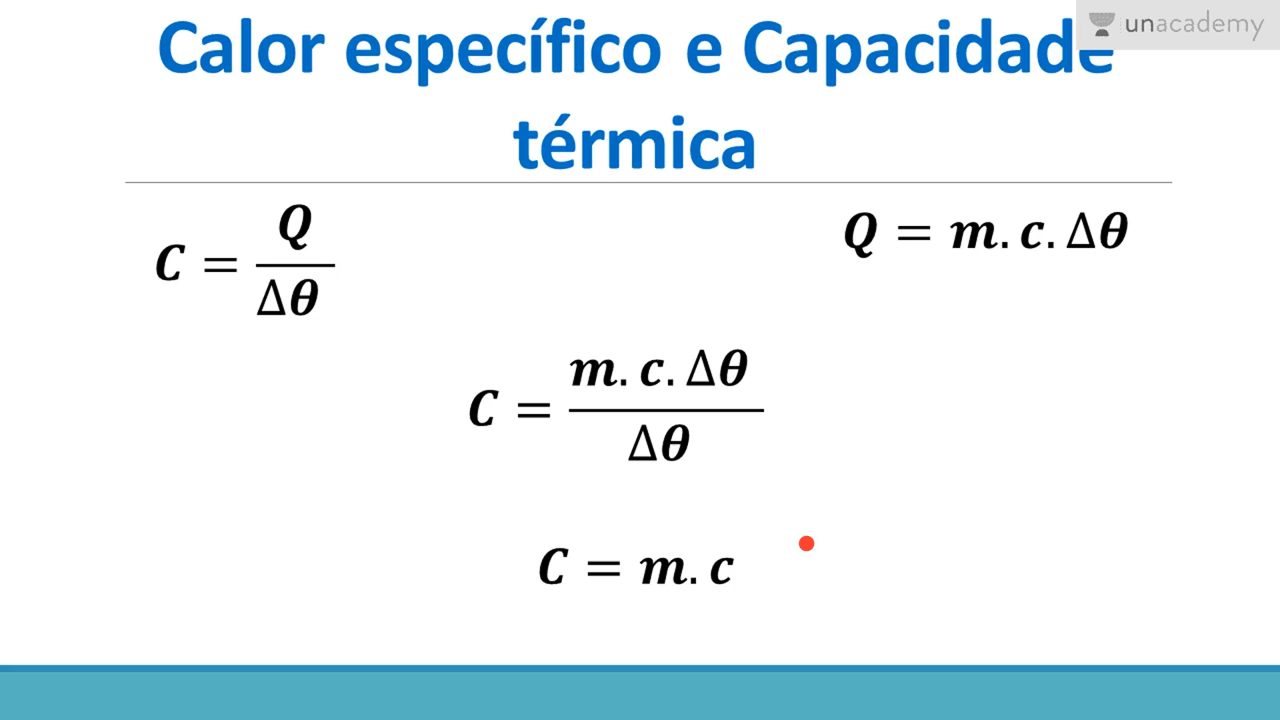 unacademy
Calor específico e Capacidade
térmica
C = Q / Δθ
Q = m. c. Δθ
C = m. c. Δθ / Δθ
C = m. c